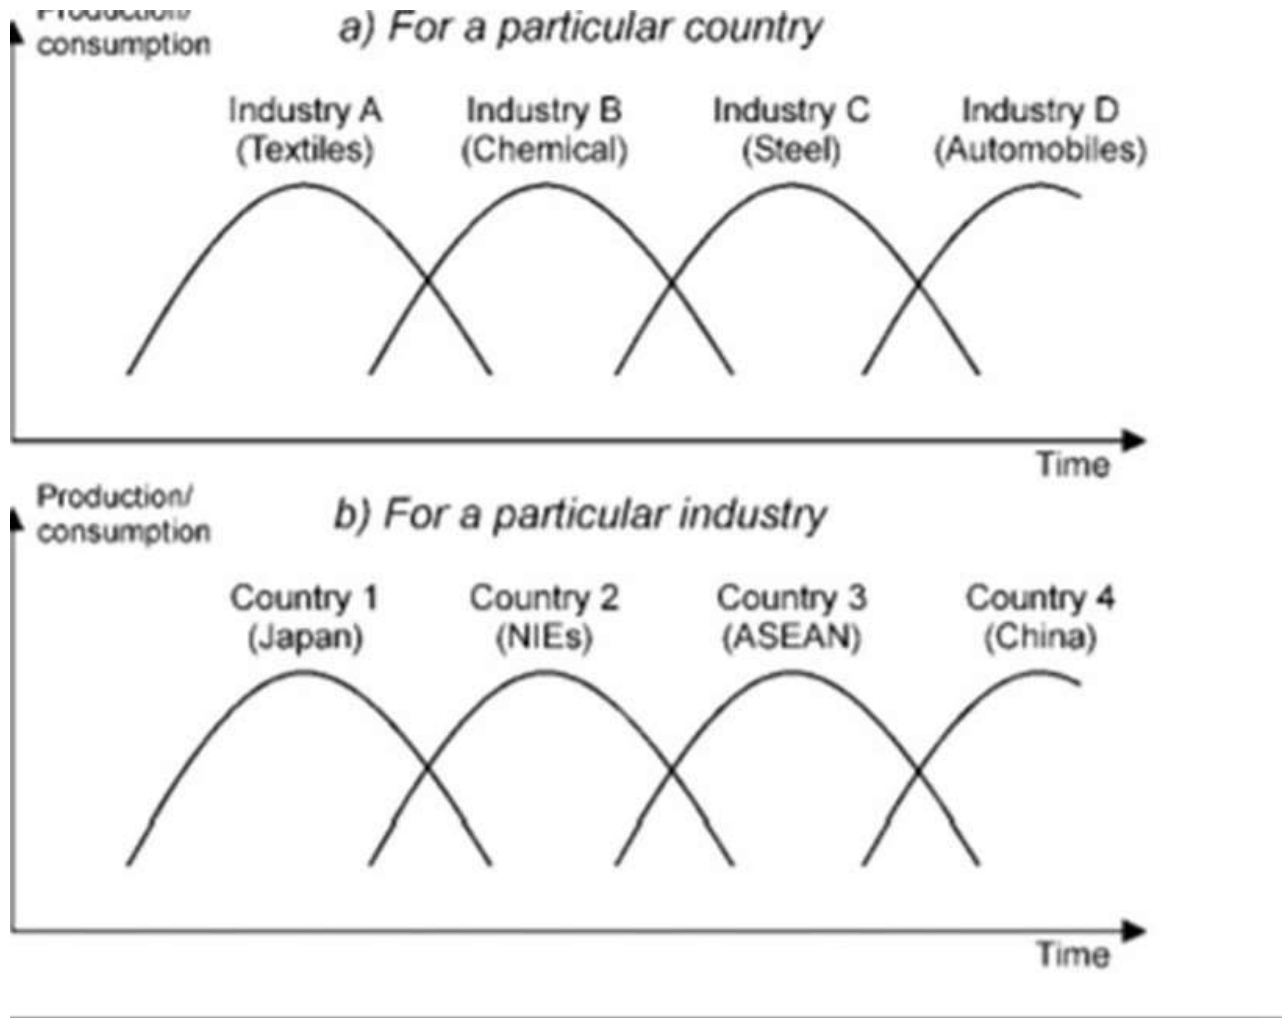 Production/
consumption
a) For a particular country
Industry A
(Textiles)
Industry B
(Chemical)
Industry C
(Steel)
Industry D
(Automobiles)
Time
Production/
consumption
b) For a particular industry
Country 1
(Japan)
Country 2
(NIEs)
Country 3
(ASEAN)
Country 4
(China)
Time